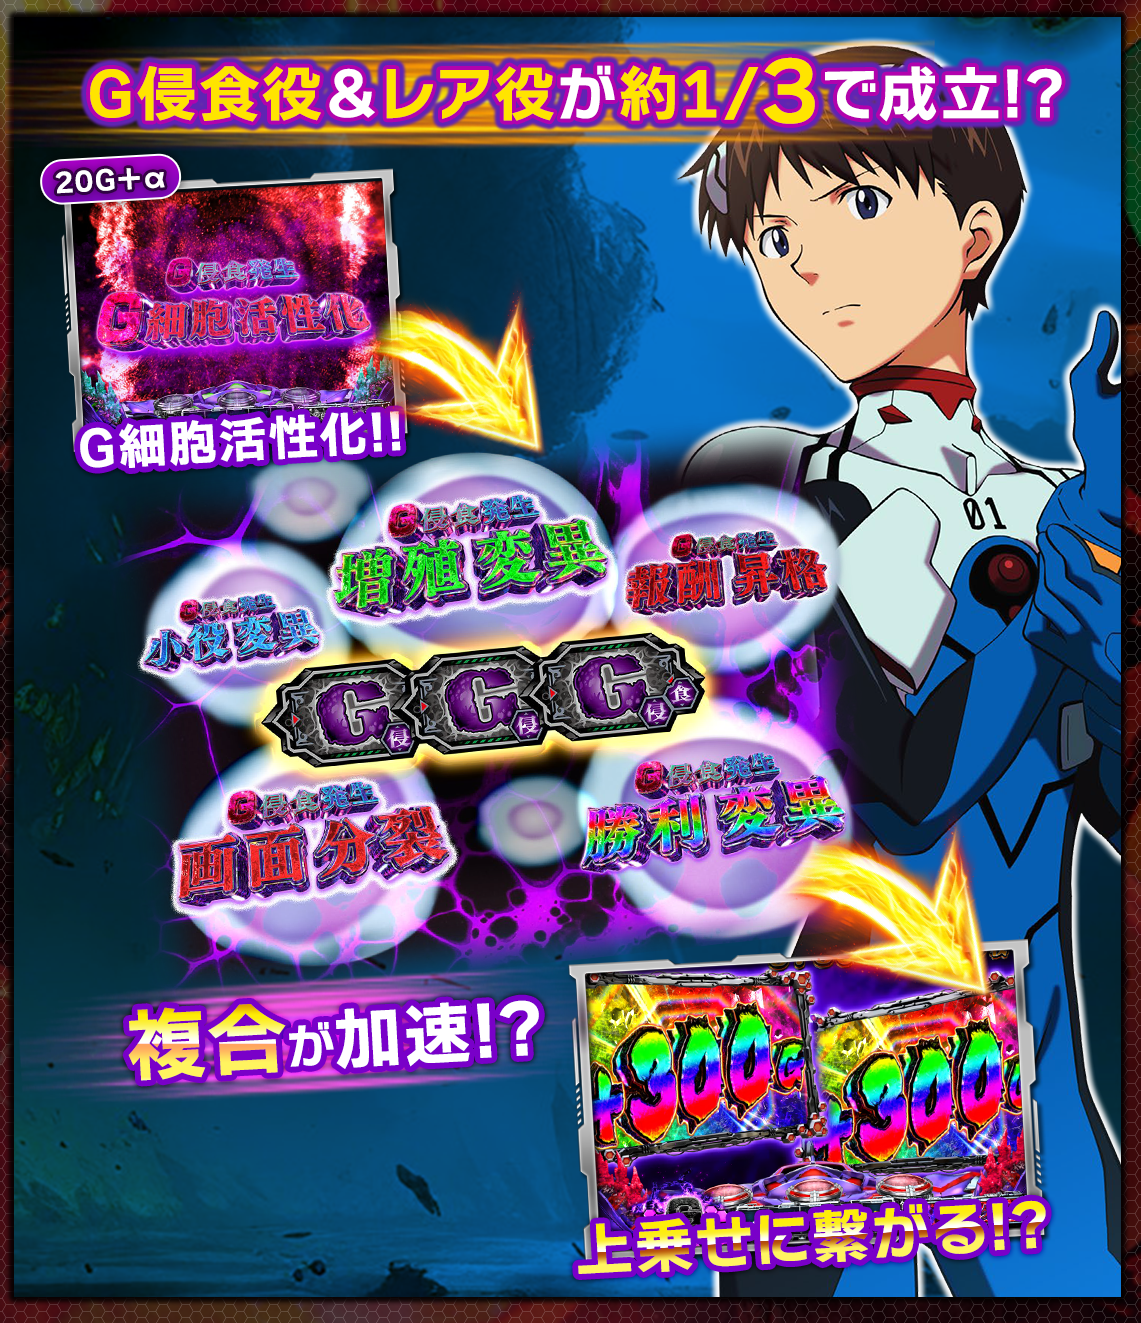 G侵食役&レア役が約1/3で成立!?
20G+α
G侵食発生
G細胞活性化
G細胞活性化!!
G侵食発生
増殖変異
G侵食発生
報酬昇格
G侵食発生
小役変異
01
G侵
G侵
G侵食
G侵食発生
画面分裂
G侵食発生
勝利変異
複合が加速!?
+300G
+300G
上乗せに繋がる!?